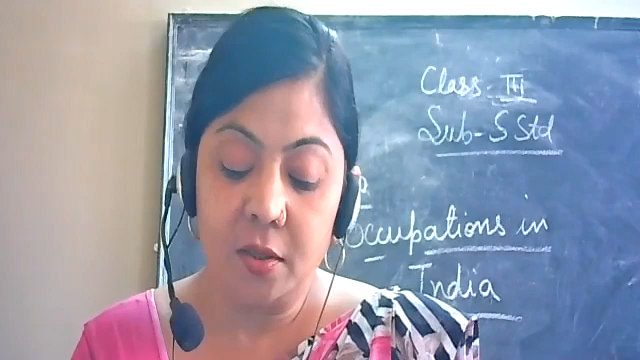 Class - III
Sub - S Std
Occupations in
India